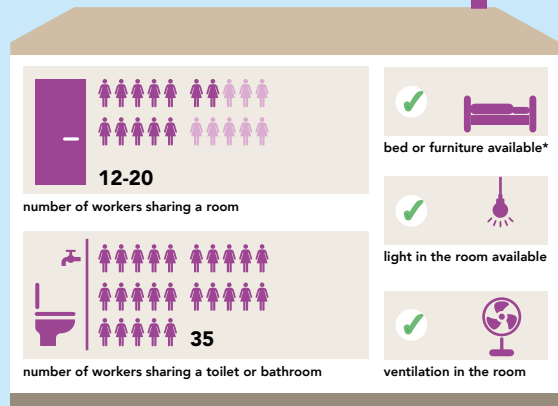 12-20
number of workers sharing a room
35
number of workers sharing a toilet or bathroom
bed or furniture available*
light in the room available
ventilation in the room